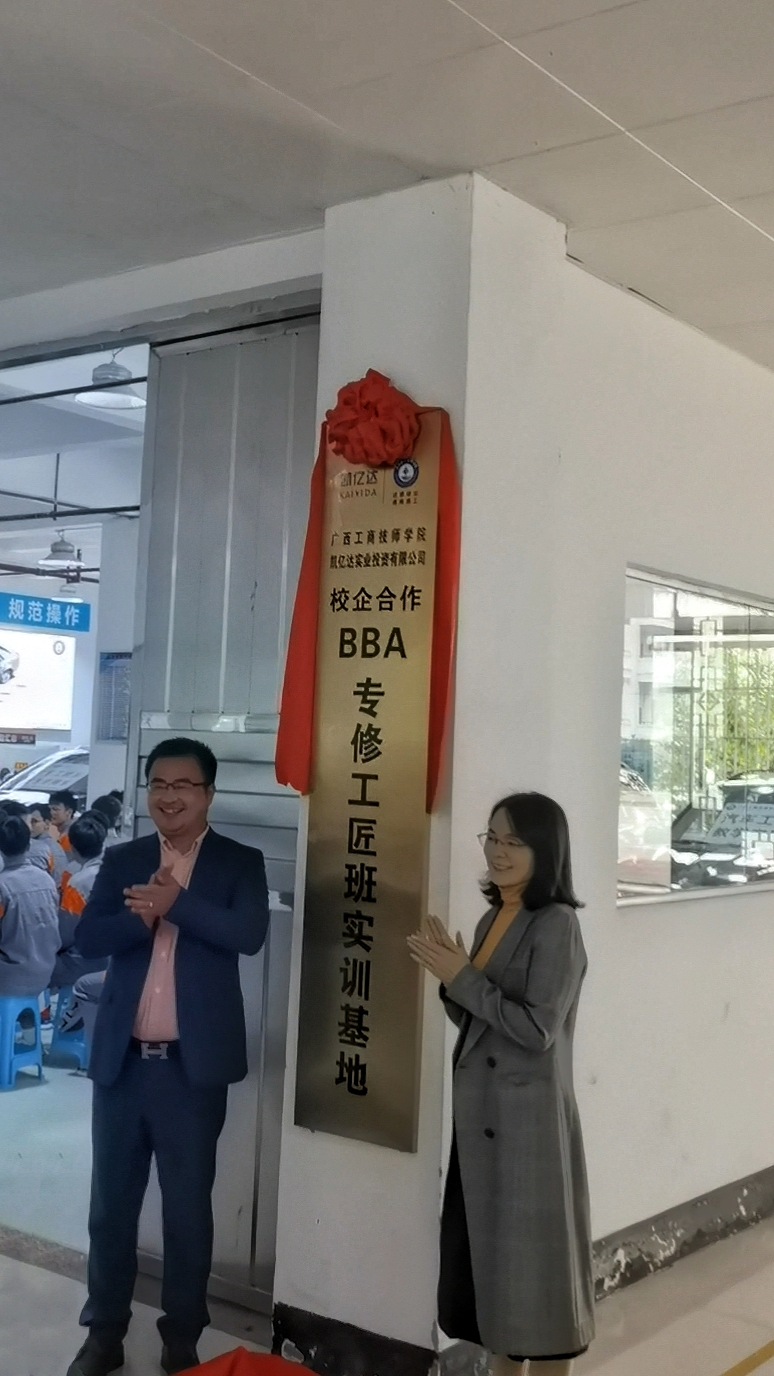 凯亿达
KAIYIDA
广西工商技师学院
凯亿达实业投资有限公司
校企合作
BBA
专修工匠班实训基地
规范操作